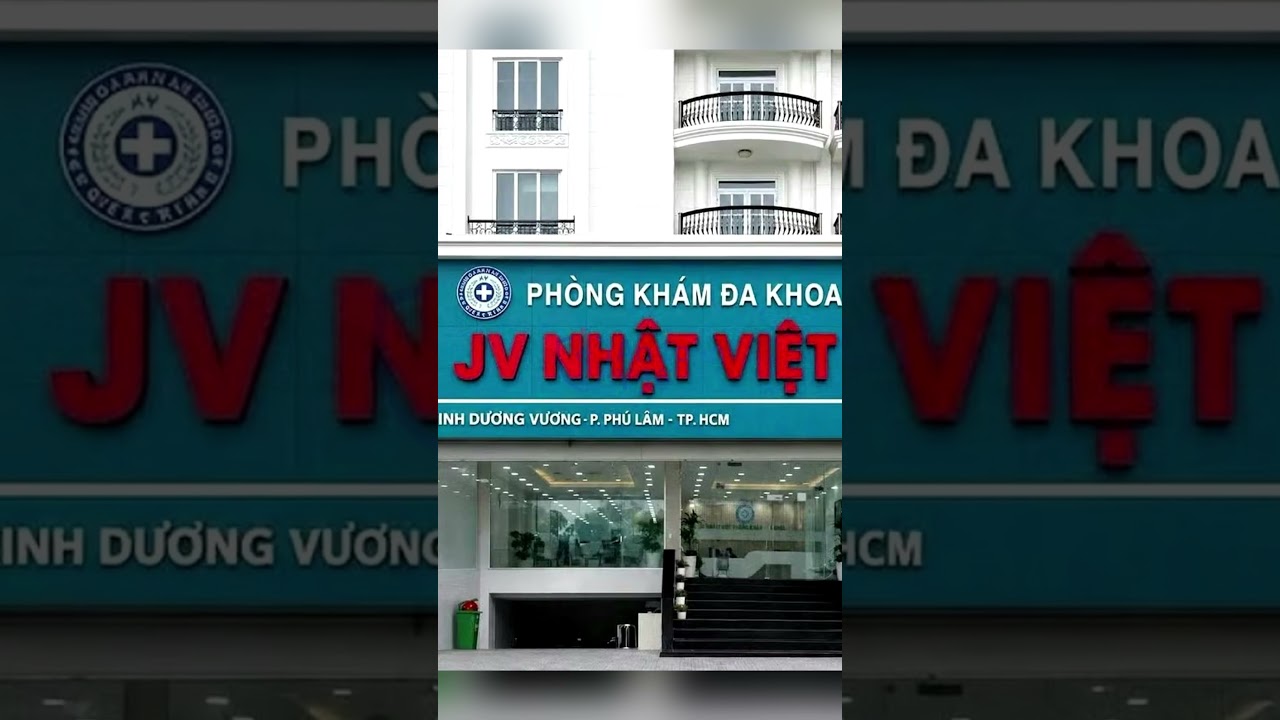 PHÒNG KHÁM ĐA KHOA
JV NHẬT VIỆT
INH DƯƠNG VƯƠNG - P. PHÚ LÂM - TP. HCM